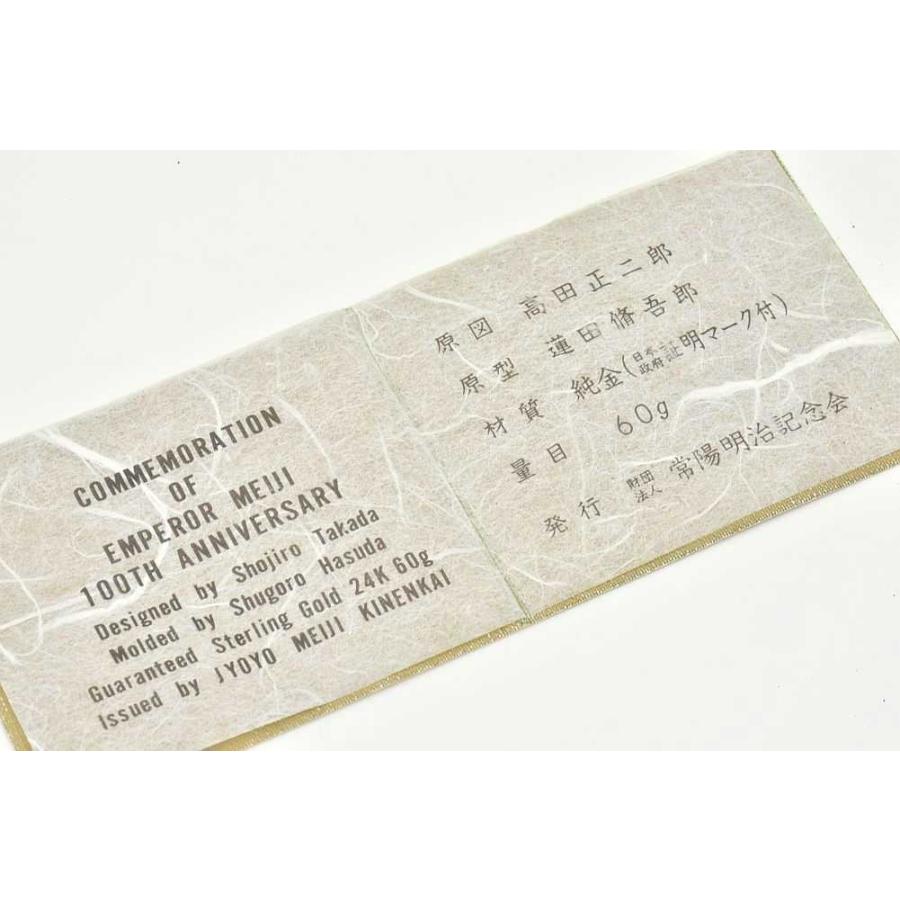 COMMEMORATION
OF
EMPEROR MEIJI
100TH ANNIVERSARY
Designed by Shojiro Takada
Molded by Shugoro Hasuda
Guaranteed Sterling Gold 24K 60g
Issued by JYOYO MEIJI KINENKAI
原図 高田正二郎
原型 蓮田脩吾郎
材質 純金(日本政府証明マーク付)
量目 60g
発行 財団法人 常陽明治記念会